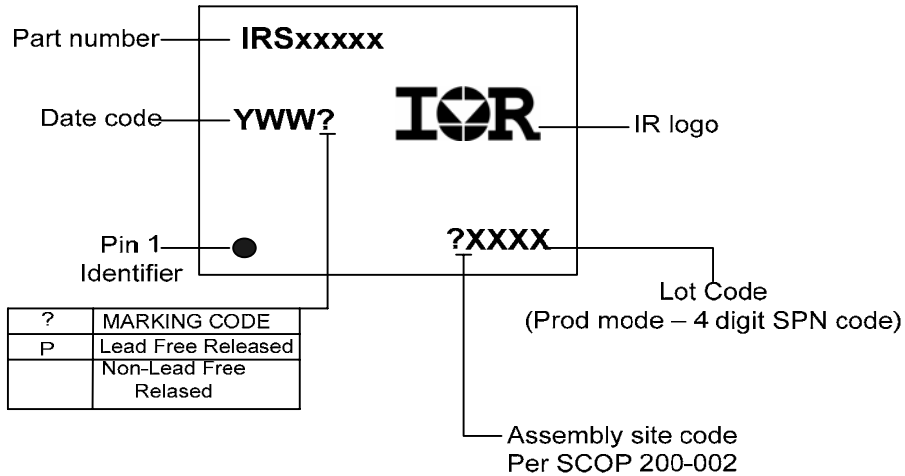 Part number
IRSxxxxx
Date code
YWW?
IOR
IR logo
Pin 1
Identifier
?XXXX
Lot Code
(Prod mode – 4 digit SPN code)
? MARKING CODE
P Lead Free Released
Non-Lead Free
Relased
Assembly site code
Per SCOP 200-002